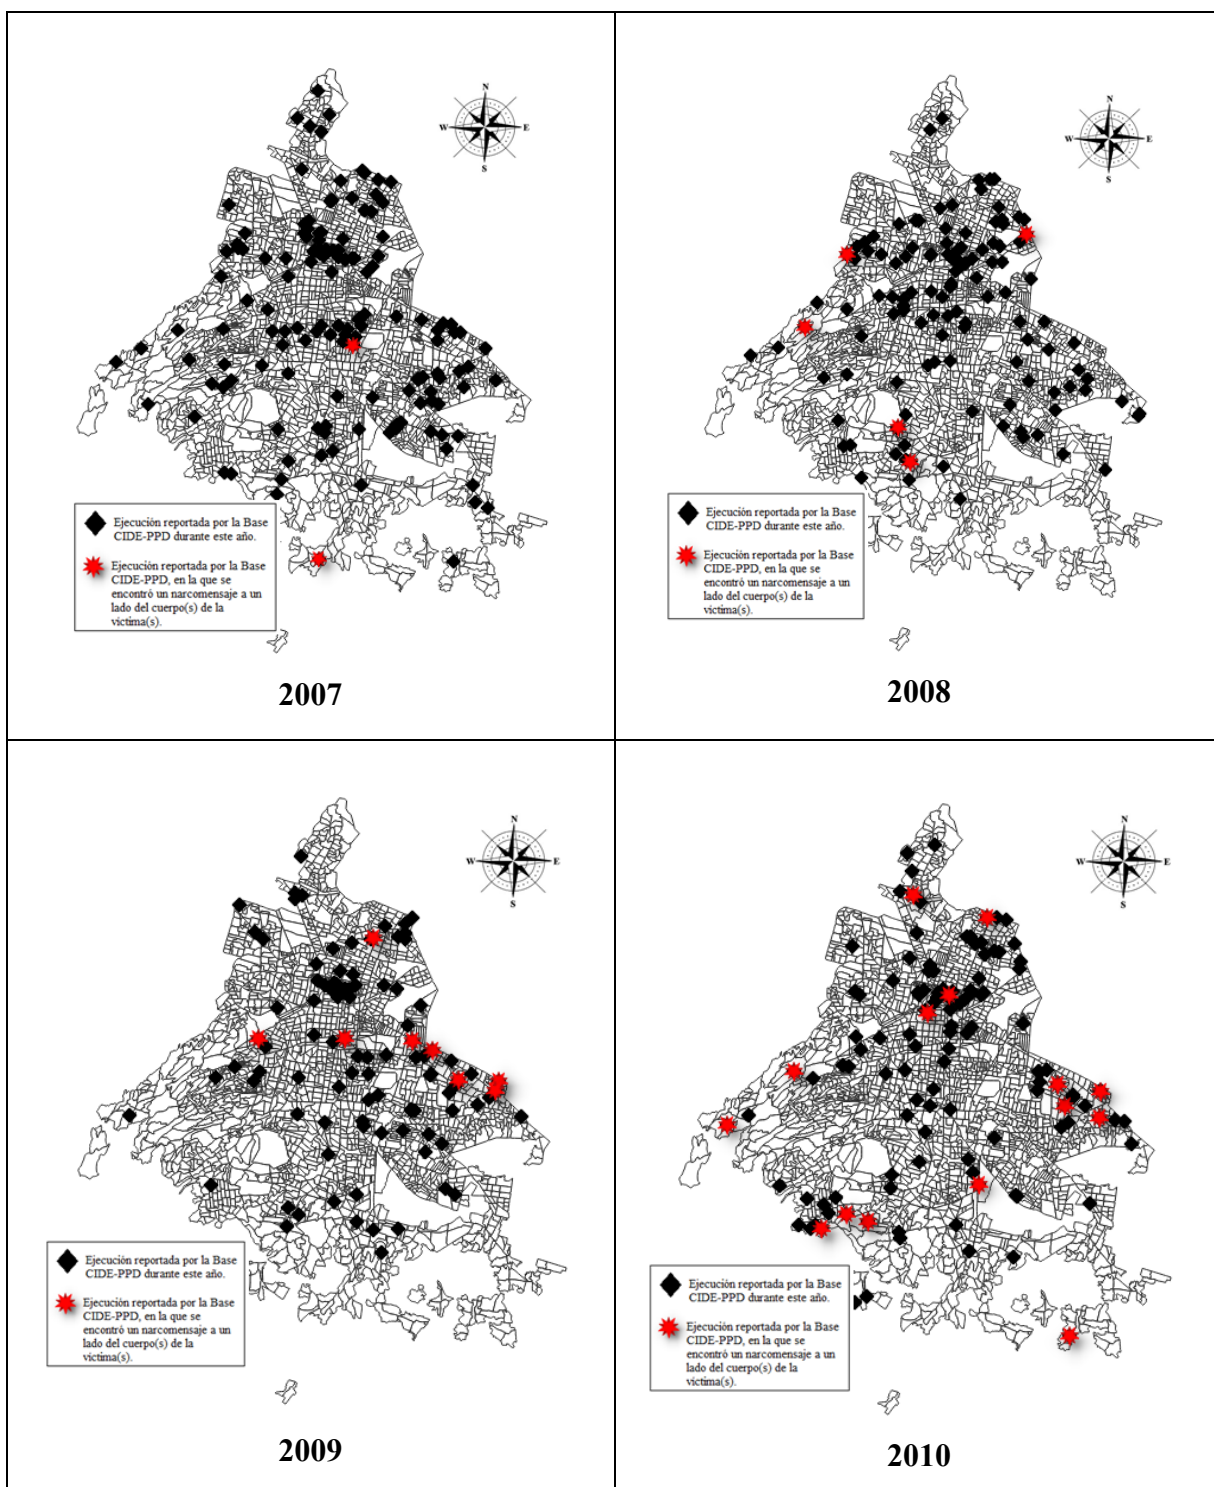 N
W E
S
Ejecución reportada por la Base
CIDE-PPD durante este año.
Ejecución reportada por la Base
CIDE-PPD, en la que se
encontró un narcomensaje a un
lado del cuerpo(s) de la
víctima(s).
2007
N
W E
S
Ejecución reportada por la Base
CIDE-PPD durante este año.
Ejecución reportada por la Base
CIDE-PPD, en la que se
encontró un narcomensaje a un
lado del cuerpo(s) de la
víctima(s).
2008
N
W E
S
Ejecución reportada por la Base
CIDE-PPD durante este año.
Ejecución reportada por la Base
CIDE-PPD, en la que se
encontró un narcomensaje a un
lado del cuerpo(s) de la
víctima(s).
2009
N
W E
S
Ejecución reportada por la Base
CIDE-PPD durante este año.
Ejecución reportada por la Base
CIDE-PPD, en la que se
encontró un narcomensaje a un
lado del cuerpo(s) de la
víctima(s).
2010